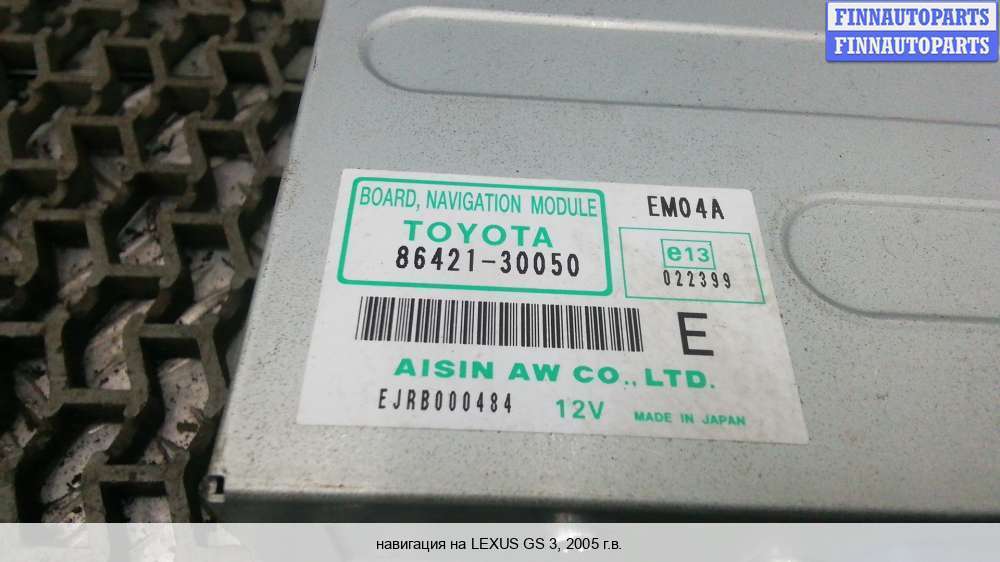 FINNAUTOPARTS
FINNAUTOPARTS
BOARD, NAVIGATION MODULE
TOYOTA
86421-30050
EM04A
e13
022399
E
AISIN AW CO., LTD.
EJRB000484 12V MADE IN JAPAN
навигация на LEXUS GS 3, 2005 г.в.